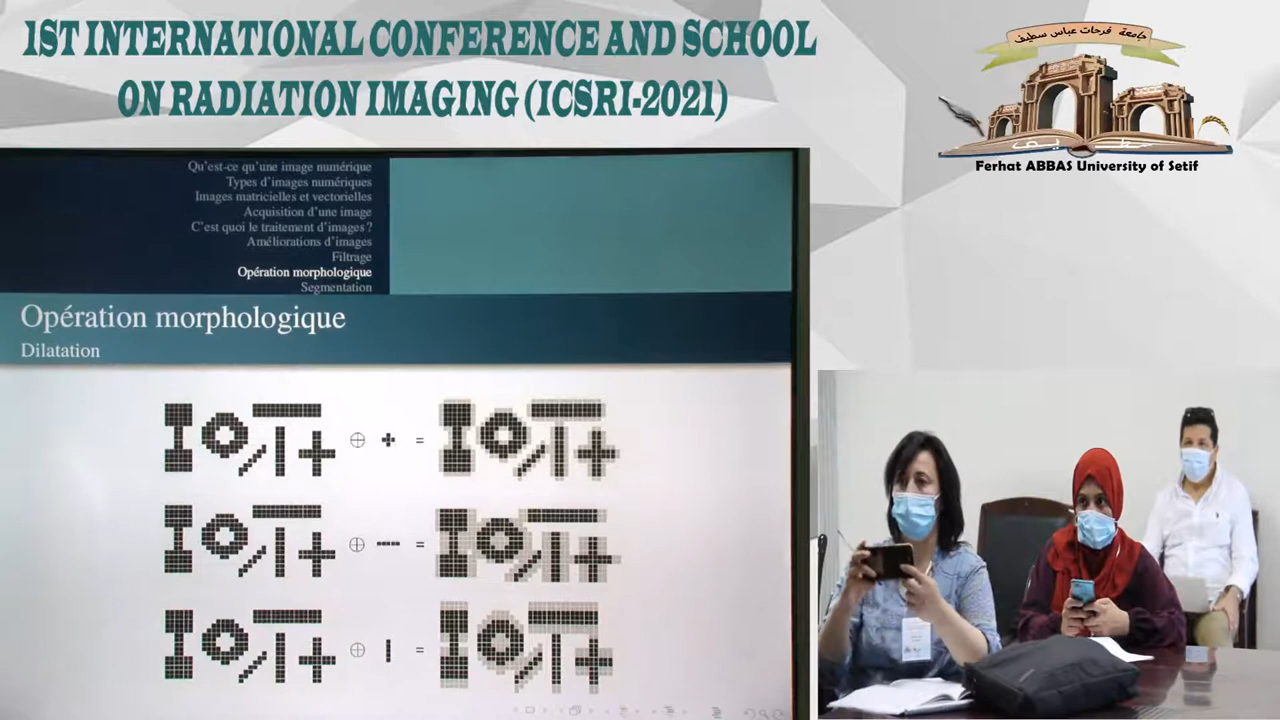 1ST INTERNATIONAL CONFERENCE AND SCHOOL
ON RADIATION IMAGING (ICSRI-2021)
جامعة فرحات عباس سطيف
Ferhat ABBAS University of Setif
Qu'est-ce qu'une image numérique
Types d'images numériques
Images matricielles et vectorielles
Acquisition d'une image
C'est quoi le traitement d'images ?
Améliorations d'images
Filtrage
Opération morphologique
Segmentation
Opération morphologique
Dilatation
⊕ =
⊕ =
⊕ =